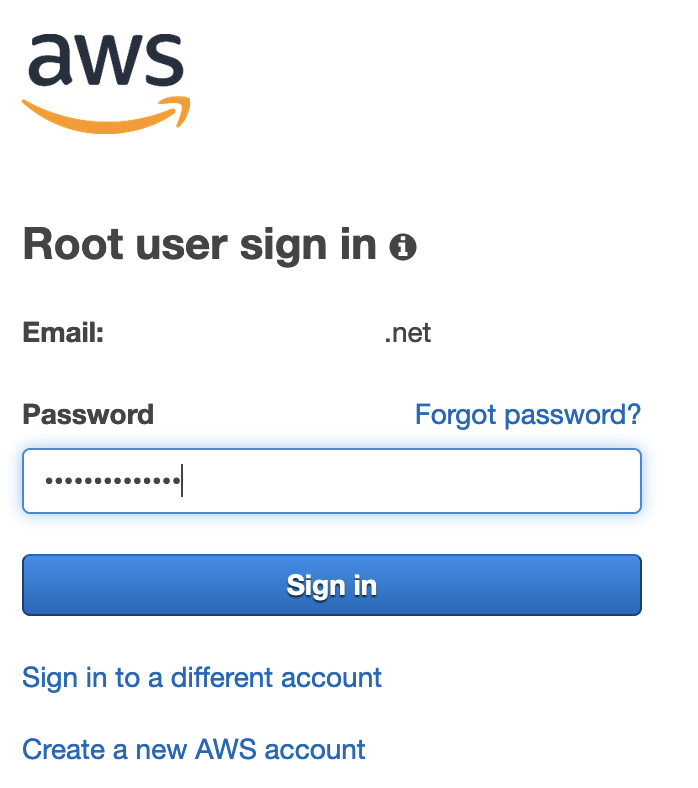 aws
Root user sign in
Email: .net
Password Forgot password?
Sign in
Sign in to a different account
Create a new AWS account